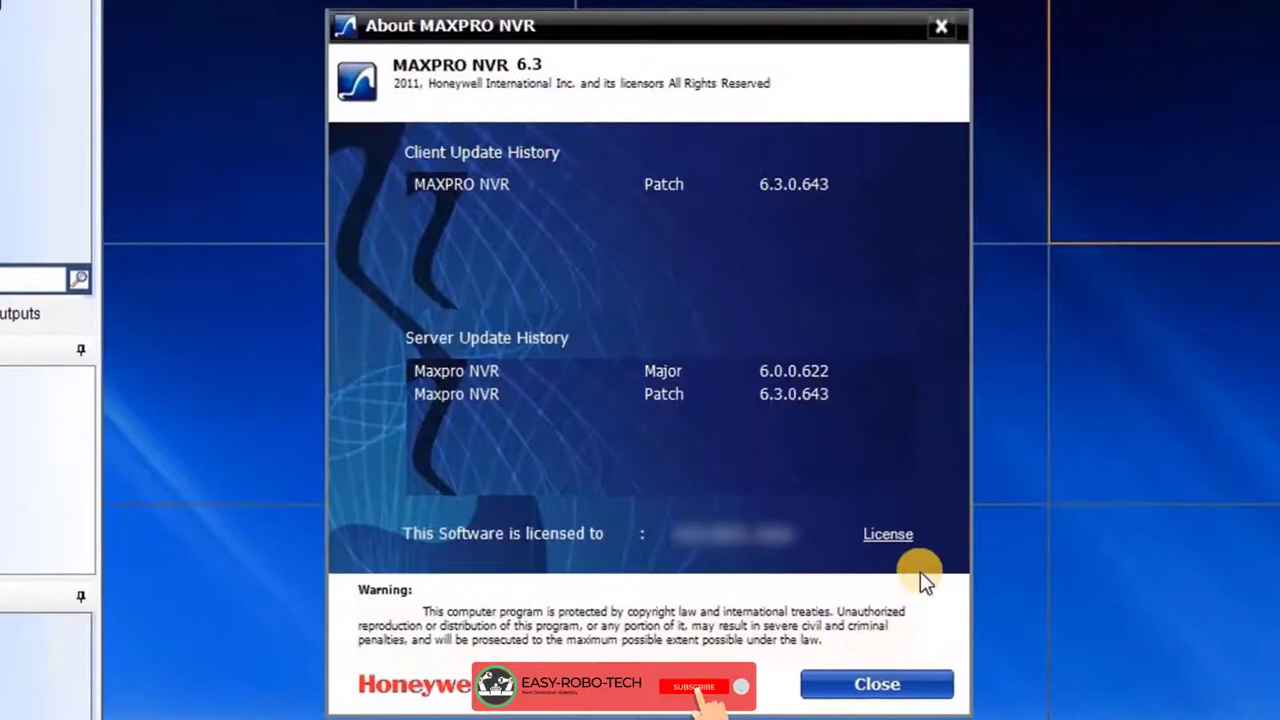 About MAXPRO NVR
MAXPRO NVR 6.3
2011, Honeywell International Inc. and its licensors All Rights Reserved
Client Update History
MAXPRO NVR Patch 6.3.0.643
utputs
Server Update History
Maxpro NVR Major 6.0.0.622
Maxpro NVR Patch 6.3.0.643
This Software is licensed to : License
Warning:
This computer program is protected by copyright law and international treaties. Unauthorized
reproduction or distribution of this program, or any portion of it, may result in severe civil and criminal
penalties, and will be prosecuted to the maximum possible extent possible under the law.
Honeywe
EASY-ROBO-TECH
SUBSCRIBE
Close